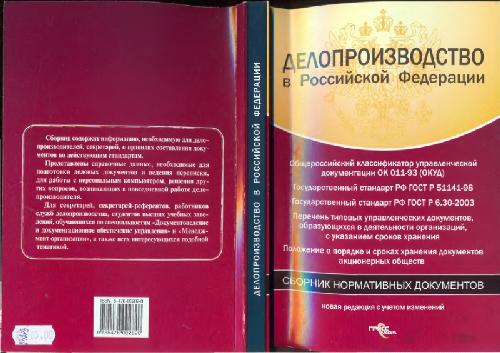 ДЕЛОПРОИЗВОДСТВО
в Российской Федерации
Общероссийский классификатор управленческой
документации ОК 011-93 (ОКУД)
Государственный стандарт РФ ГОСТ Р 51141-98
Государственный стандарт РФ ГОСТ Р 6.30-2003
Перечень типовых управленческих документов,
образующихся в деятельности организаций,
с указанием сроков хранения
Положение о порядке и сроках хранения документов
акционерных обществ
СБОРНИК НОРМАТИВНЫХ ДОКУМЕНТОВ
новая редакция с учетом изменений
ДЕЛОПРОИЗВОДСТВО В РОССИЙСКОЙ ФЕДЕРАЦИИ
Сборник содержит информацию, необходимую для дело-
производителей, секретарей, о правилах составления доку-
ментов по действующим стандартам.
Представлены справочные данные, необходимые для
подготовки деловых документов и ведения переписки,
для работы с персональным компьютером, решения дру-
гих вопросов, возникающих в повседневной работе дело-
производителя.
Для секретарей, секретарей-референтов, работников
служб делопроизводства, студентов высших учебных заве-
дений, обучающихся по специальностям «Документоведение
и документационное обеспечение управления» и «Менедж-
мент организации», а также всех интересующихся подобной
тематикой.